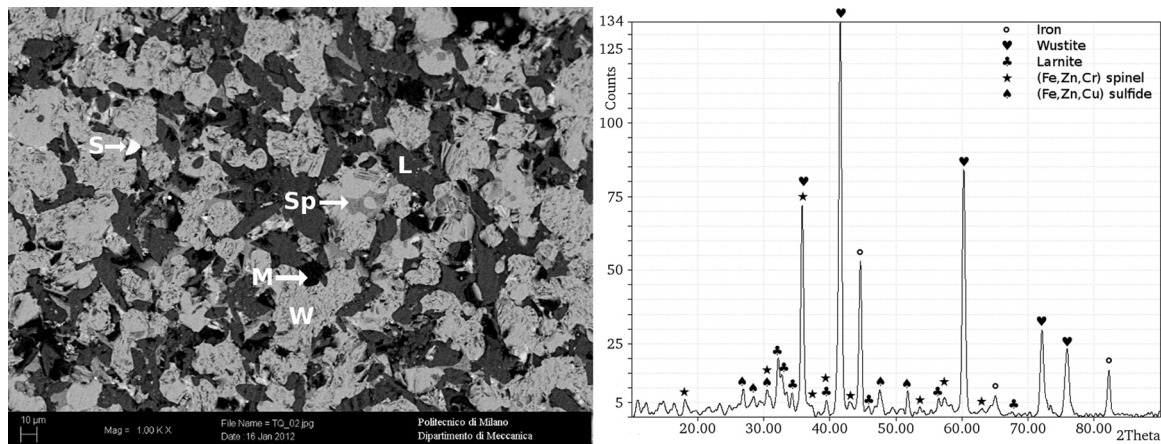 S
L
Sp
M
W
10 µm
Mag = 1.00 K X
File Name = TQ_02.jpg
Date :16 Jan 2012
Politecnico di Milano
Dipartimento di Meccanica
134
125
100
75
50
25
5
Counts
Iron
Wustite
Larnite
(Fe,Zn,Cr) spinel
(Fe,Zn,Cu) sulfide
20.00
30.00
40.00
50.00
60.00
70.00
80.00
2Theta